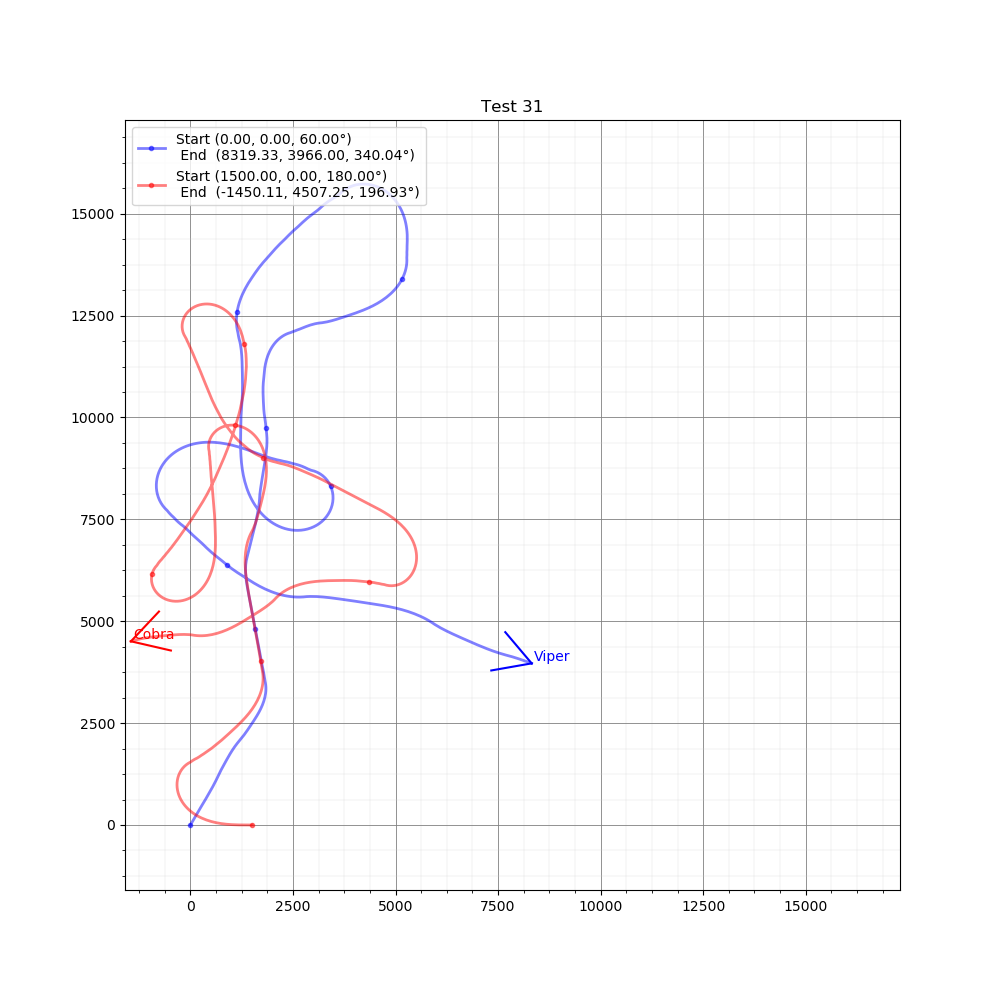 Test 31
Start (0.00, 0.00, 60.00°)
End (8319.33, 3966.00, 340.04°)
Start (1500.00, 0.00, 180.00°)
End (-1450.11, 4507.25, 196.93°)
15000
12500
10000
7500
5000
2500
0
Cobra
Viper
0 2500 5000 7500 10000 12500 15000